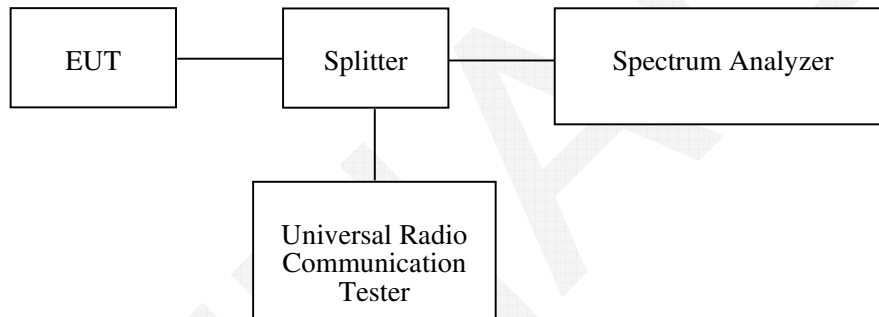 EUT
Splitter
Spectrum Analyzer
Universal Radio
Communication
Tester